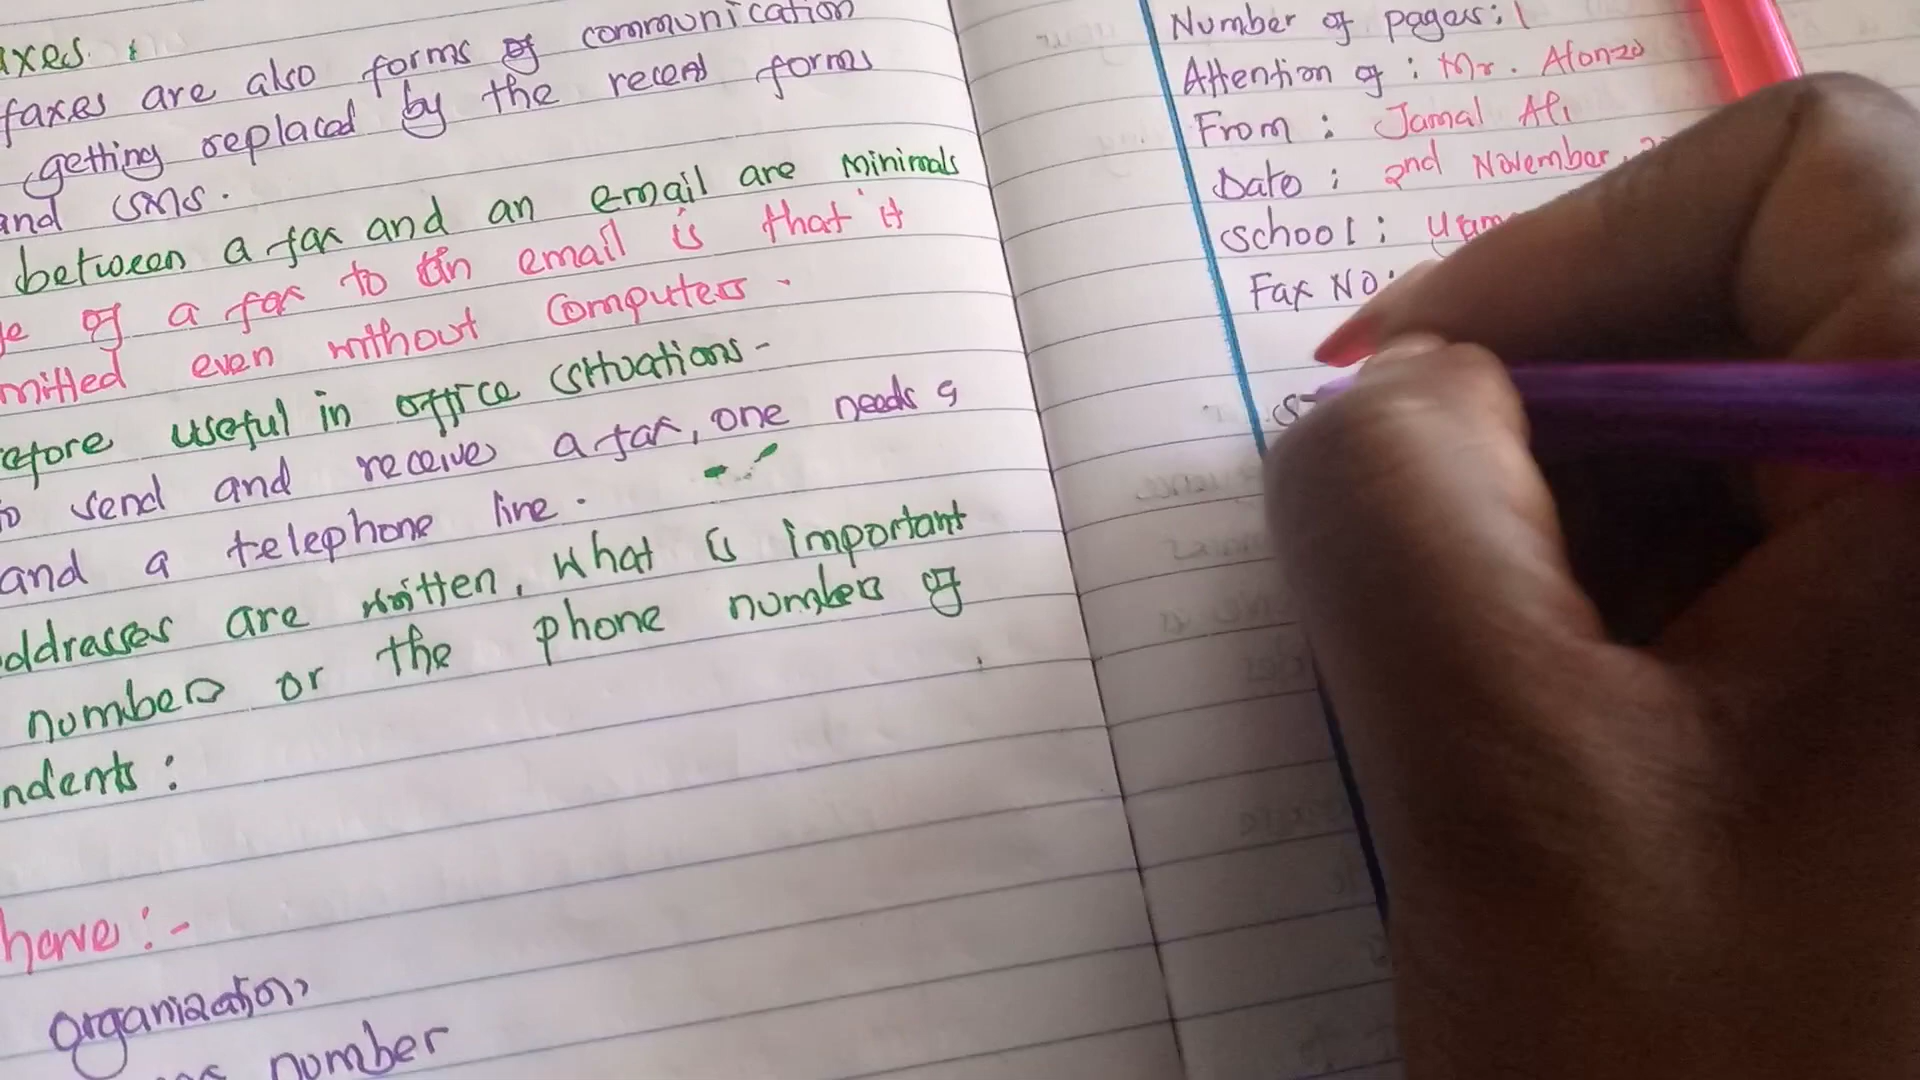 axes :
faxes are also forms of communication
getting replaced by the recent forms
and SMS.
between a fax and an email are minimals
ge of a fax to an email is that it
mitted even without computers.
efore useful in office situations-
to send and receive a fax, one needs a
and a telephone line.
addresses are written, what is important
numbers or the phone numbers of
ndents :
have :-
organization
number
Number of pages: 1
Attention of : Mr. Afonzo
From : Jamal Ali
Date : 2nd November
School :
Fax NO: